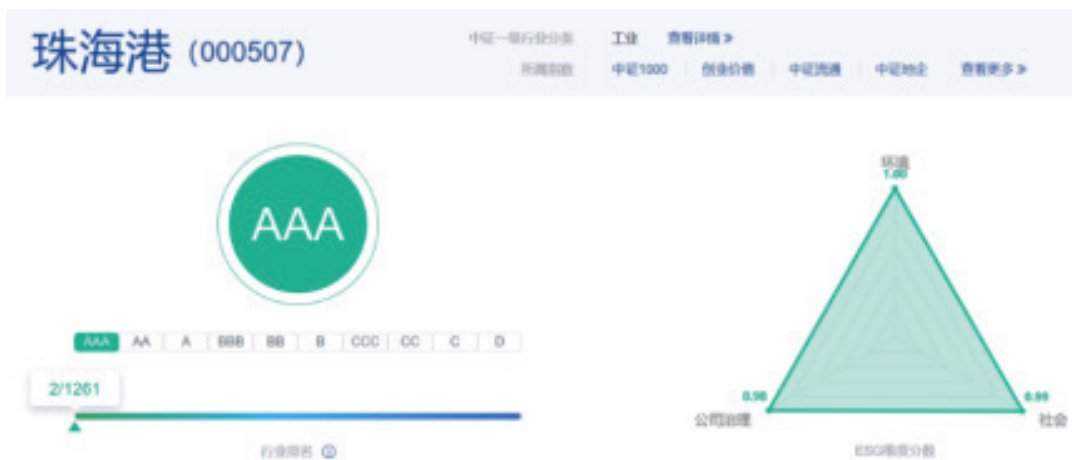 珠海港 (000507)
中证一级行业分类 工业 查看详情 »
所属指数 中证1000 创业价值 中证流通 中证地企 查看更多 »
AAA
AAA AA A BBB BB B CCC CC C D
2/1261
行业排名
环境
1.00
0.98
公司治理
0.99
社会
ESG维度分数